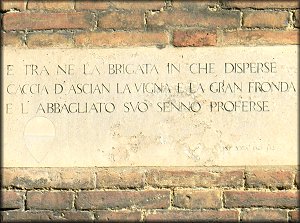 E TRA NE LA BRIGATA IN CHE DISPERSE
CACCIA D'ASCIAN LA VIGNA E LA GRAN FRONDA
E L'ABBAGLIATO SVO SENNO PROFERSE